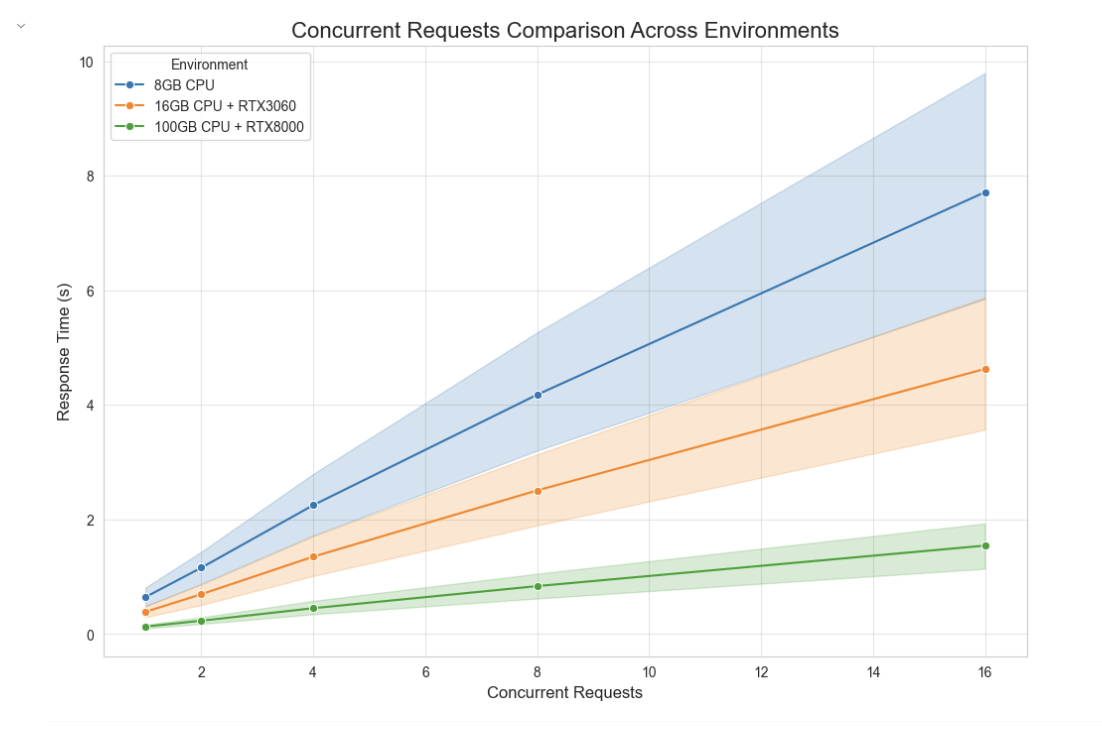 Concurrent Requests Comparison Across Environments
Environment
8GB CPU
16GB CPU + RTX3060
100GB CPU + RTX8000
Response Time (s)
10
8
6
4
2
0
2 4 6 8 10 12 14 16
Concurrent Requests